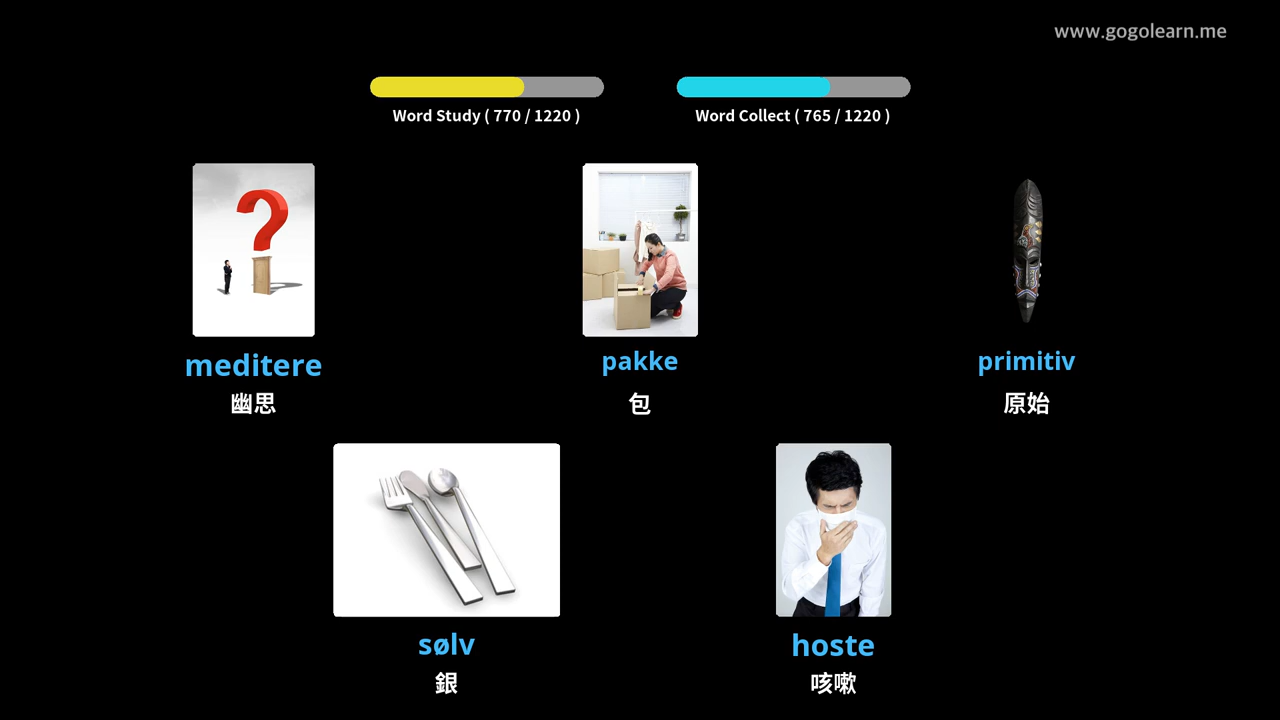 www.gogolearn.me
Word Study ( 770 / 1220 )
Word Collect ( 765 / 1220 )
meditere
幽思
pakke
包
primitiv
原始
sølv
銀
hoste
咳嗽